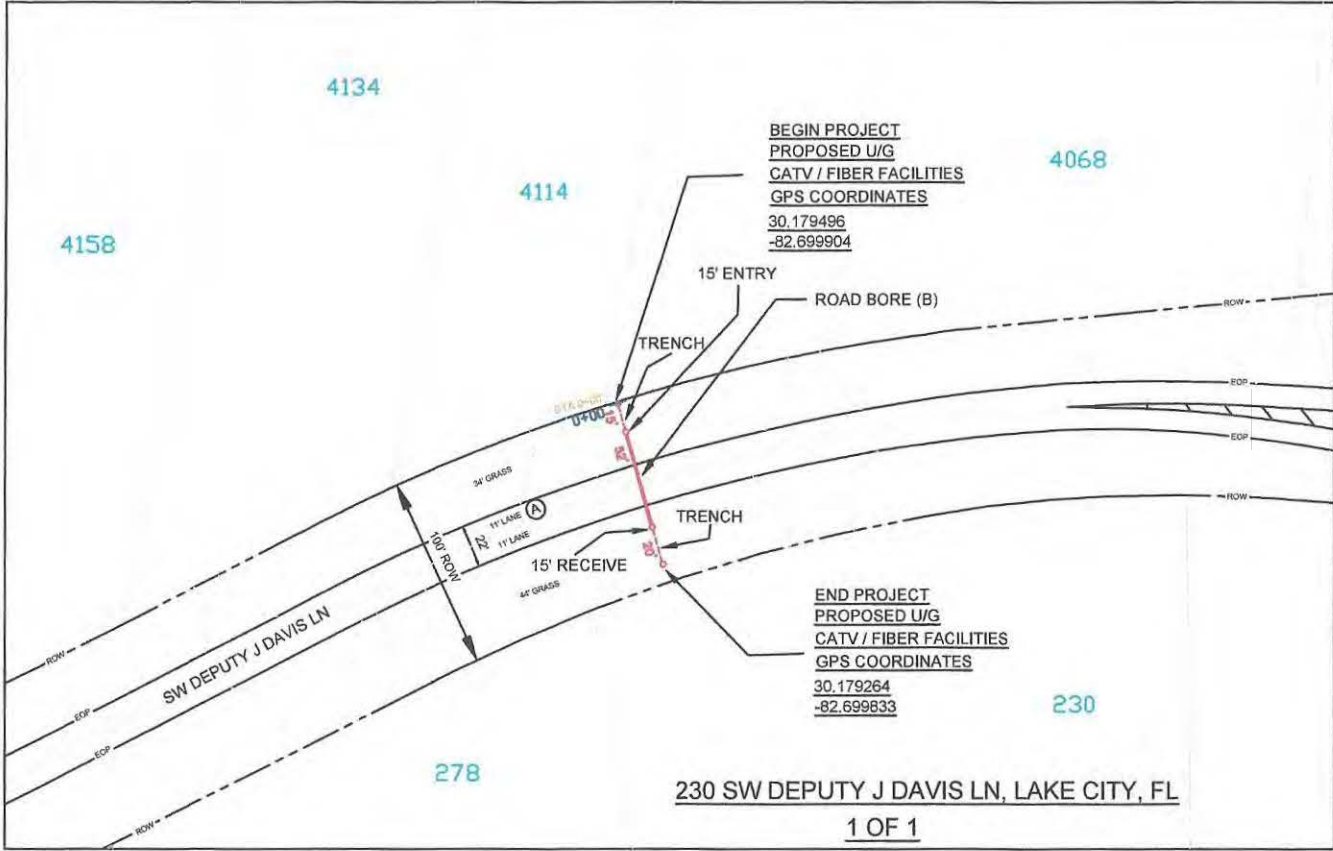 4134
4114
4158
4068
BEGIN PROJECT
PROPOSED U/G
CATV / FIBER FACILITIES
GPS COORDINATES
30.179496
-82.699904
15' ENTRY
ROAD BORE (B)
TRENCH
ROW
EOP
EOP
ROW
0+00
15'
52'
20'
34' GRASS
11' LANE A
11' LANE
22'
100' ROW
44' GRASS
15' RECEIVE
TRENCH
SW DEPUTY J DAVIS LN
ROW
EOP
EOP
ROW
END PROJECT
PROPOSED U/G
CATV / FIBER FACILITIES
GPS COORDINATES
30.179264
-82.699833
278
230
230 SW DEPUTY J DAVIS LN, LAKE CITY, FL
1 OF 1